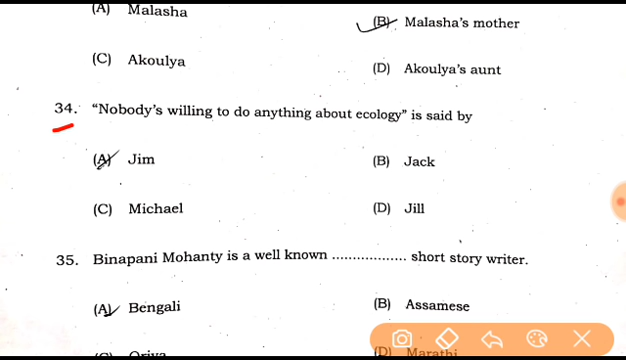 (A) Malasha
(B) Malasha's mother
(C) Akoulya
(D) Akoulya's aunt
34. “Nobody's willing to do anything about ecology” is said by
(A) Jim
(B) Jack
(C) Michael
(D) Jill
35. Binapani Mohanty is a well known .................. short story writer.
(A) Bengali
(B) Assamese
(C) Oriya
(D) Marathi